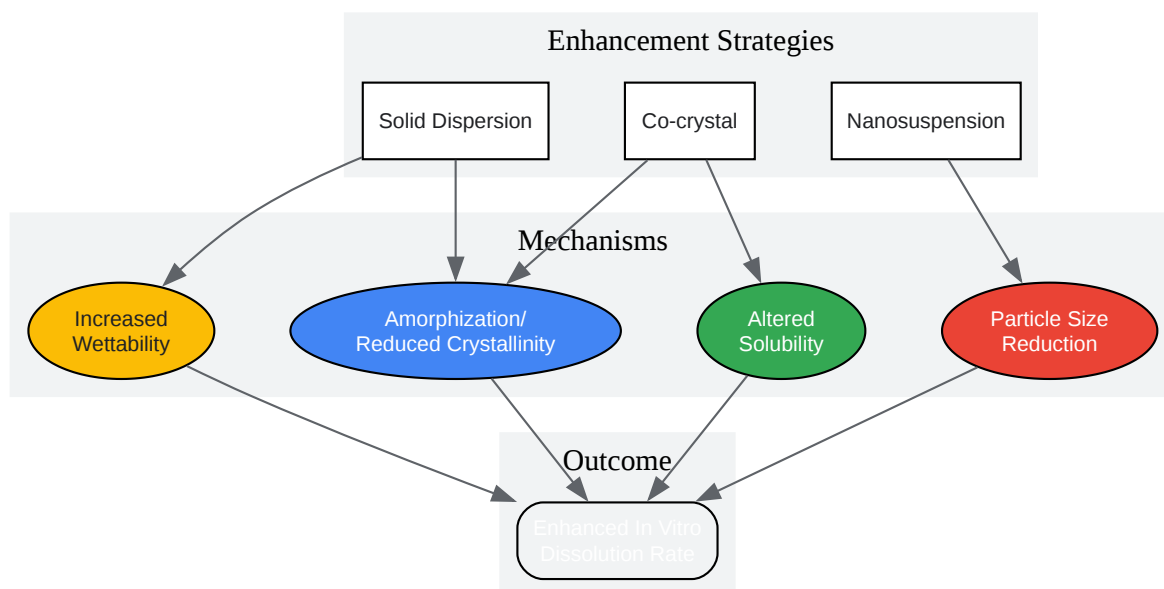 Enhancement Strategies
Solid Dispersion
Co-crystal
Nanosuspension
Mechanisms
Increased
Wettability
Amorphization/
Reduced Crystallinity
Altered
Solubility
Particle Size
Reduction
Outcome
Enhanced In Vitro
Dissolution Rate